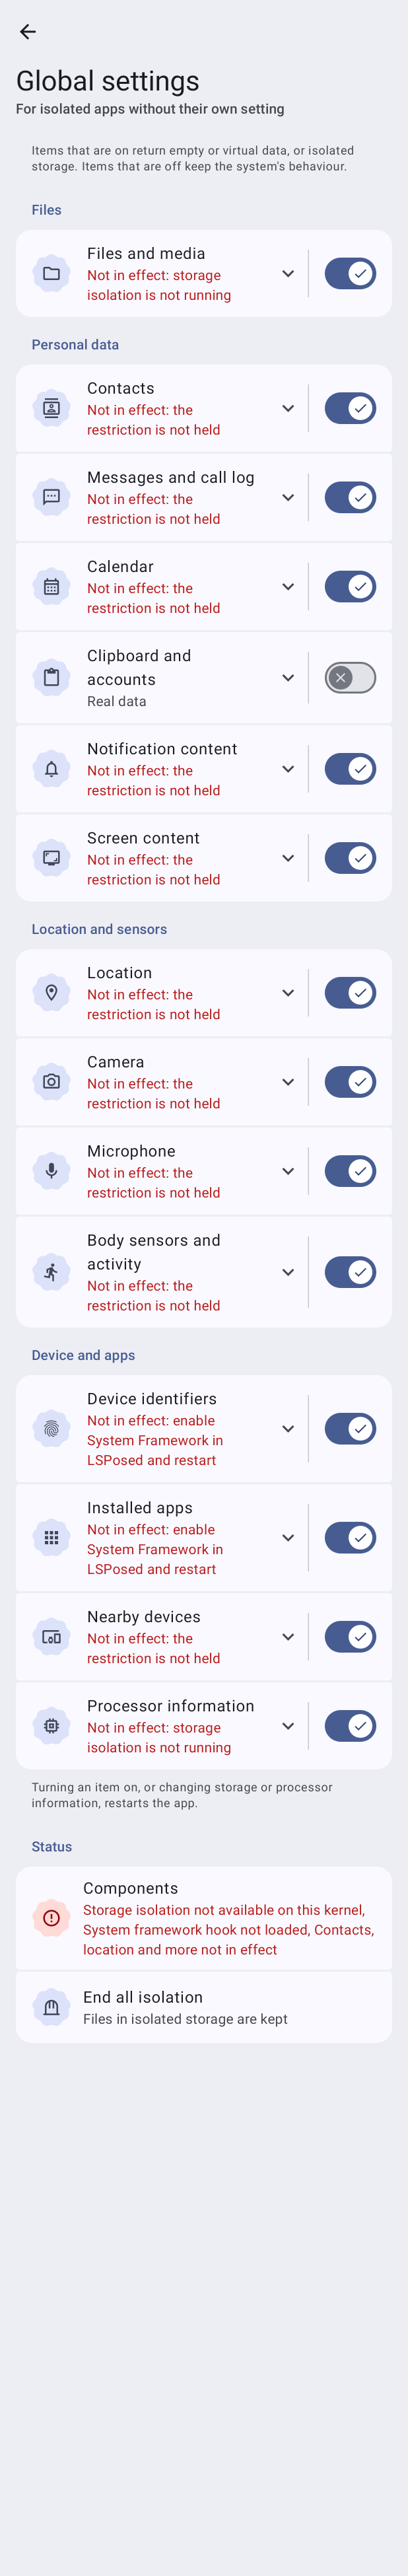 Global settings
For isolated apps without their own setting
Items that are on return empty or virtual data, or isolated
storage. Items that are off keep the system's behaviour.
Files
Files and media
Not in effect: storage
isolation is not running
Personal data
Contacts
Not in effect: the
restriction is not held
Messages and call log
Not in effect: the
restriction is not held
Calendar
Not in effect: the
restriction is not held
Clipboard and
accounts
Real data
Notification content
Not in effect: the
restriction is not held
Screen content
Not in effect: the
restriction is not held
Location and sensors
Location
Not in effect: the
restriction is not held
Camera
Not in effect: the
restriction is not held
Microphone
Not in effect: the
restriction is not held
Body sensors and
activity
Not in effect: the
restriction is not held
Device and apps
Device identifiers
Not in effect: enable
System Framework in
LSPosed and restart
Installed apps
Not in effect: enable
System Framework in
LSPosed and restart
Nearby devices
Not in effect: the
restriction is not held
Processor information
Not in effect: storage
isolation is not running
Turning an item on, or changing storage or processor
information, restarts the app.
Status
Components
Storage isolation not available on this kernel,
System framework hook not loaded, Contacts,
location and more not in effect
End all isolation
Files in isolated storage are kept